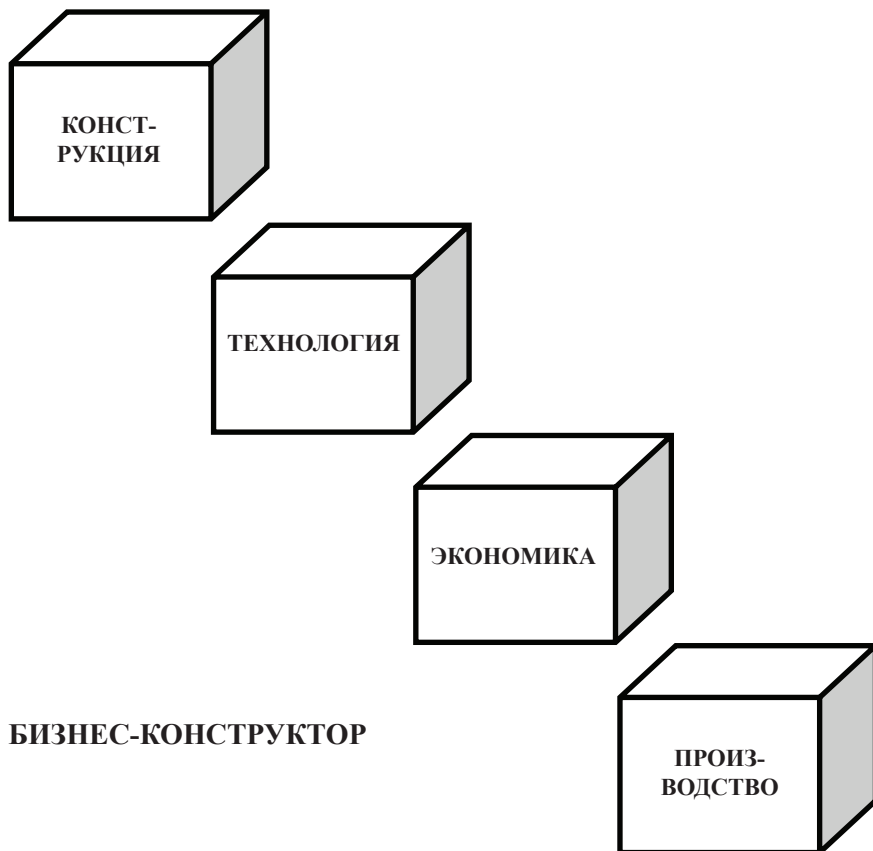 КОНСТ-
РУКЦИЯ
ТЕХНОЛОГИЯ
ЭКОНОМИКА
БИЗНЕС-КОНСТРУКТОР
ПРОИЗ-
ВОДСТВО